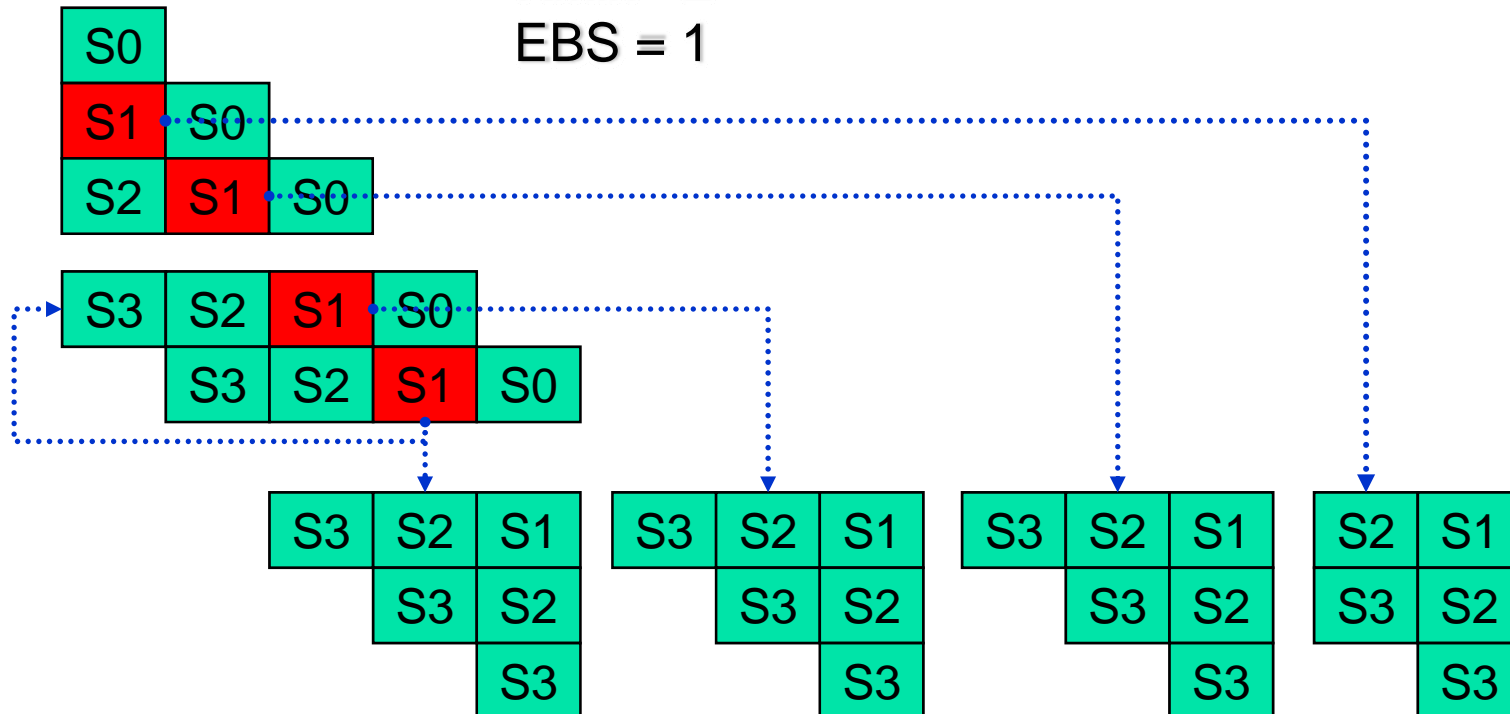 EBS = 1
S0
S1 S0
S2 S1 S0
S3 S2 S1 S0
S3 S2 S1 S0
S3 S2 S1 S3 S2 S1 S3 S2 S1 S2 S1
S3 S2 S3 S2 S3 S2 S3 S2
S3 S3 S3 S3